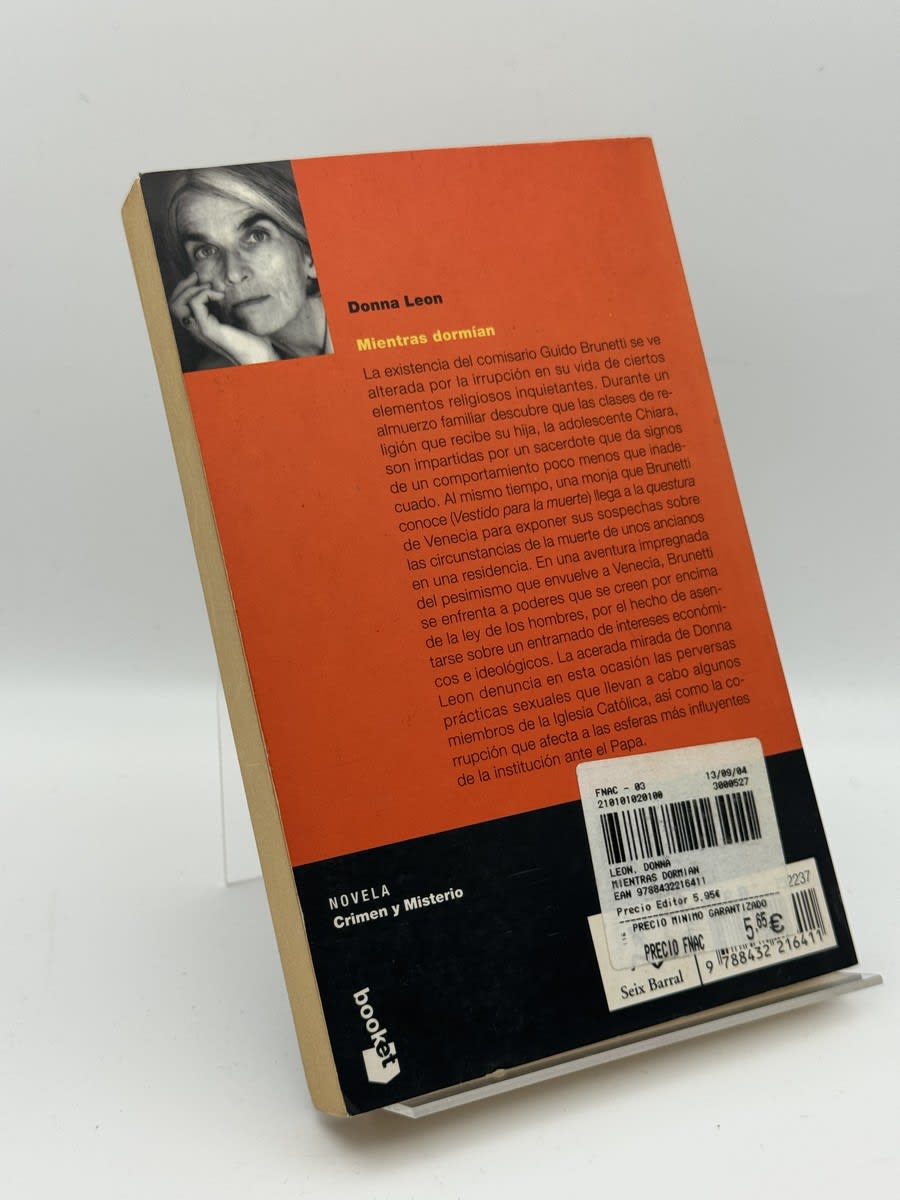 Donna Leon
Mientras dormían
La existencia del comisario Guido Brunetti se ve
alterada por la irrupción en su vida de ciertos
elementos religiosos inquietantes. Durante un
almuerzo familiar descubre que las clases de re-
ligión que recibe su hija, la adolescente Chiara,
son impartidas por un sacerdote que da signos
de un comportamiento poco menos que inade-
cuado. Al mismo tiempo, una monja que Brunetti
conoce (Vestido para la muerte) llega a la questura
de Venecia para exponer sus sospechas sobre
las circunstancias de la muerte de unos ancianos
en una residencia. En una aventura impregnada
del pesimismo que envuelve a Venecia, Brunetti
se enfrenta a poderes que se creen por encima
de la ley de los hombres, por el hecho de asen-
tarse sobre un entramado de intereses económi-
cos e ideológicos. La acerada mirada de Donna
Leon denuncia en esta ocasión las perversas
prácticas sexuales que llevan a cabo algunos
miembros de la Iglesia Católica, así como la co-
rrupción que afecta a las esferas más influyentes
de la institución ante el Papa.
FNAC - 03 13/09/04
210101020100 3000527
LEON. DONNA
MIENTRAS DORMIAN
EAN 9788432216411
Precio Editor 5.95€
PRECIO MINIMO GARANTIZADO
PRECIO FNAC 5,65€
2237
9 788432 216411
Seix Barral
NOVELA
Crimen y Misterio
booket